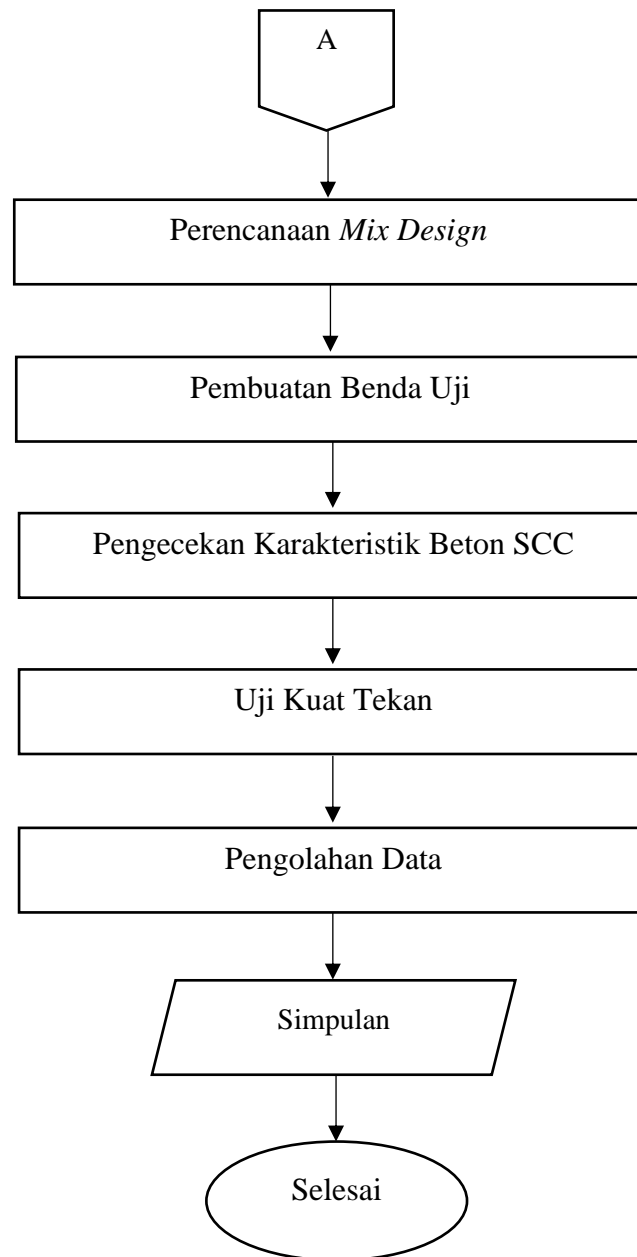 A
Perencanaan Mix Design
Pembuatan Benda Uji
Pengecekan Karakteristik Beton SCC
Uji Kuat Tekan
Pengolahan Data
Simpulan
Selesai